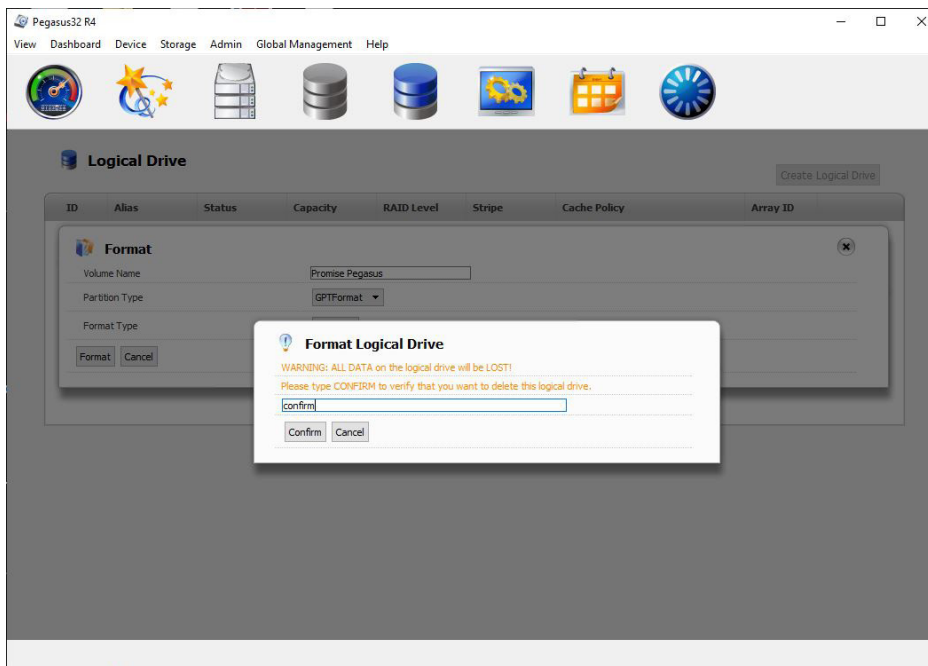 Pegasus32 R4
View Dashboard Device Storage Admin Global Management Help
Logical Drive
Create Logical Drive
ID Alias Status Capacity RAID Level Stripe Cache Policy Array ID
Format
Volume Name Promise Pegasus
Partition Type GPTFormat
Format Type
Format Cancel
Format Logical Drive
WARNING: ALL DATA on the logical drive will be LOST!
Please type CONFIRM to verify that you want to delete this logical drive.
confirm
Confirm Cancel